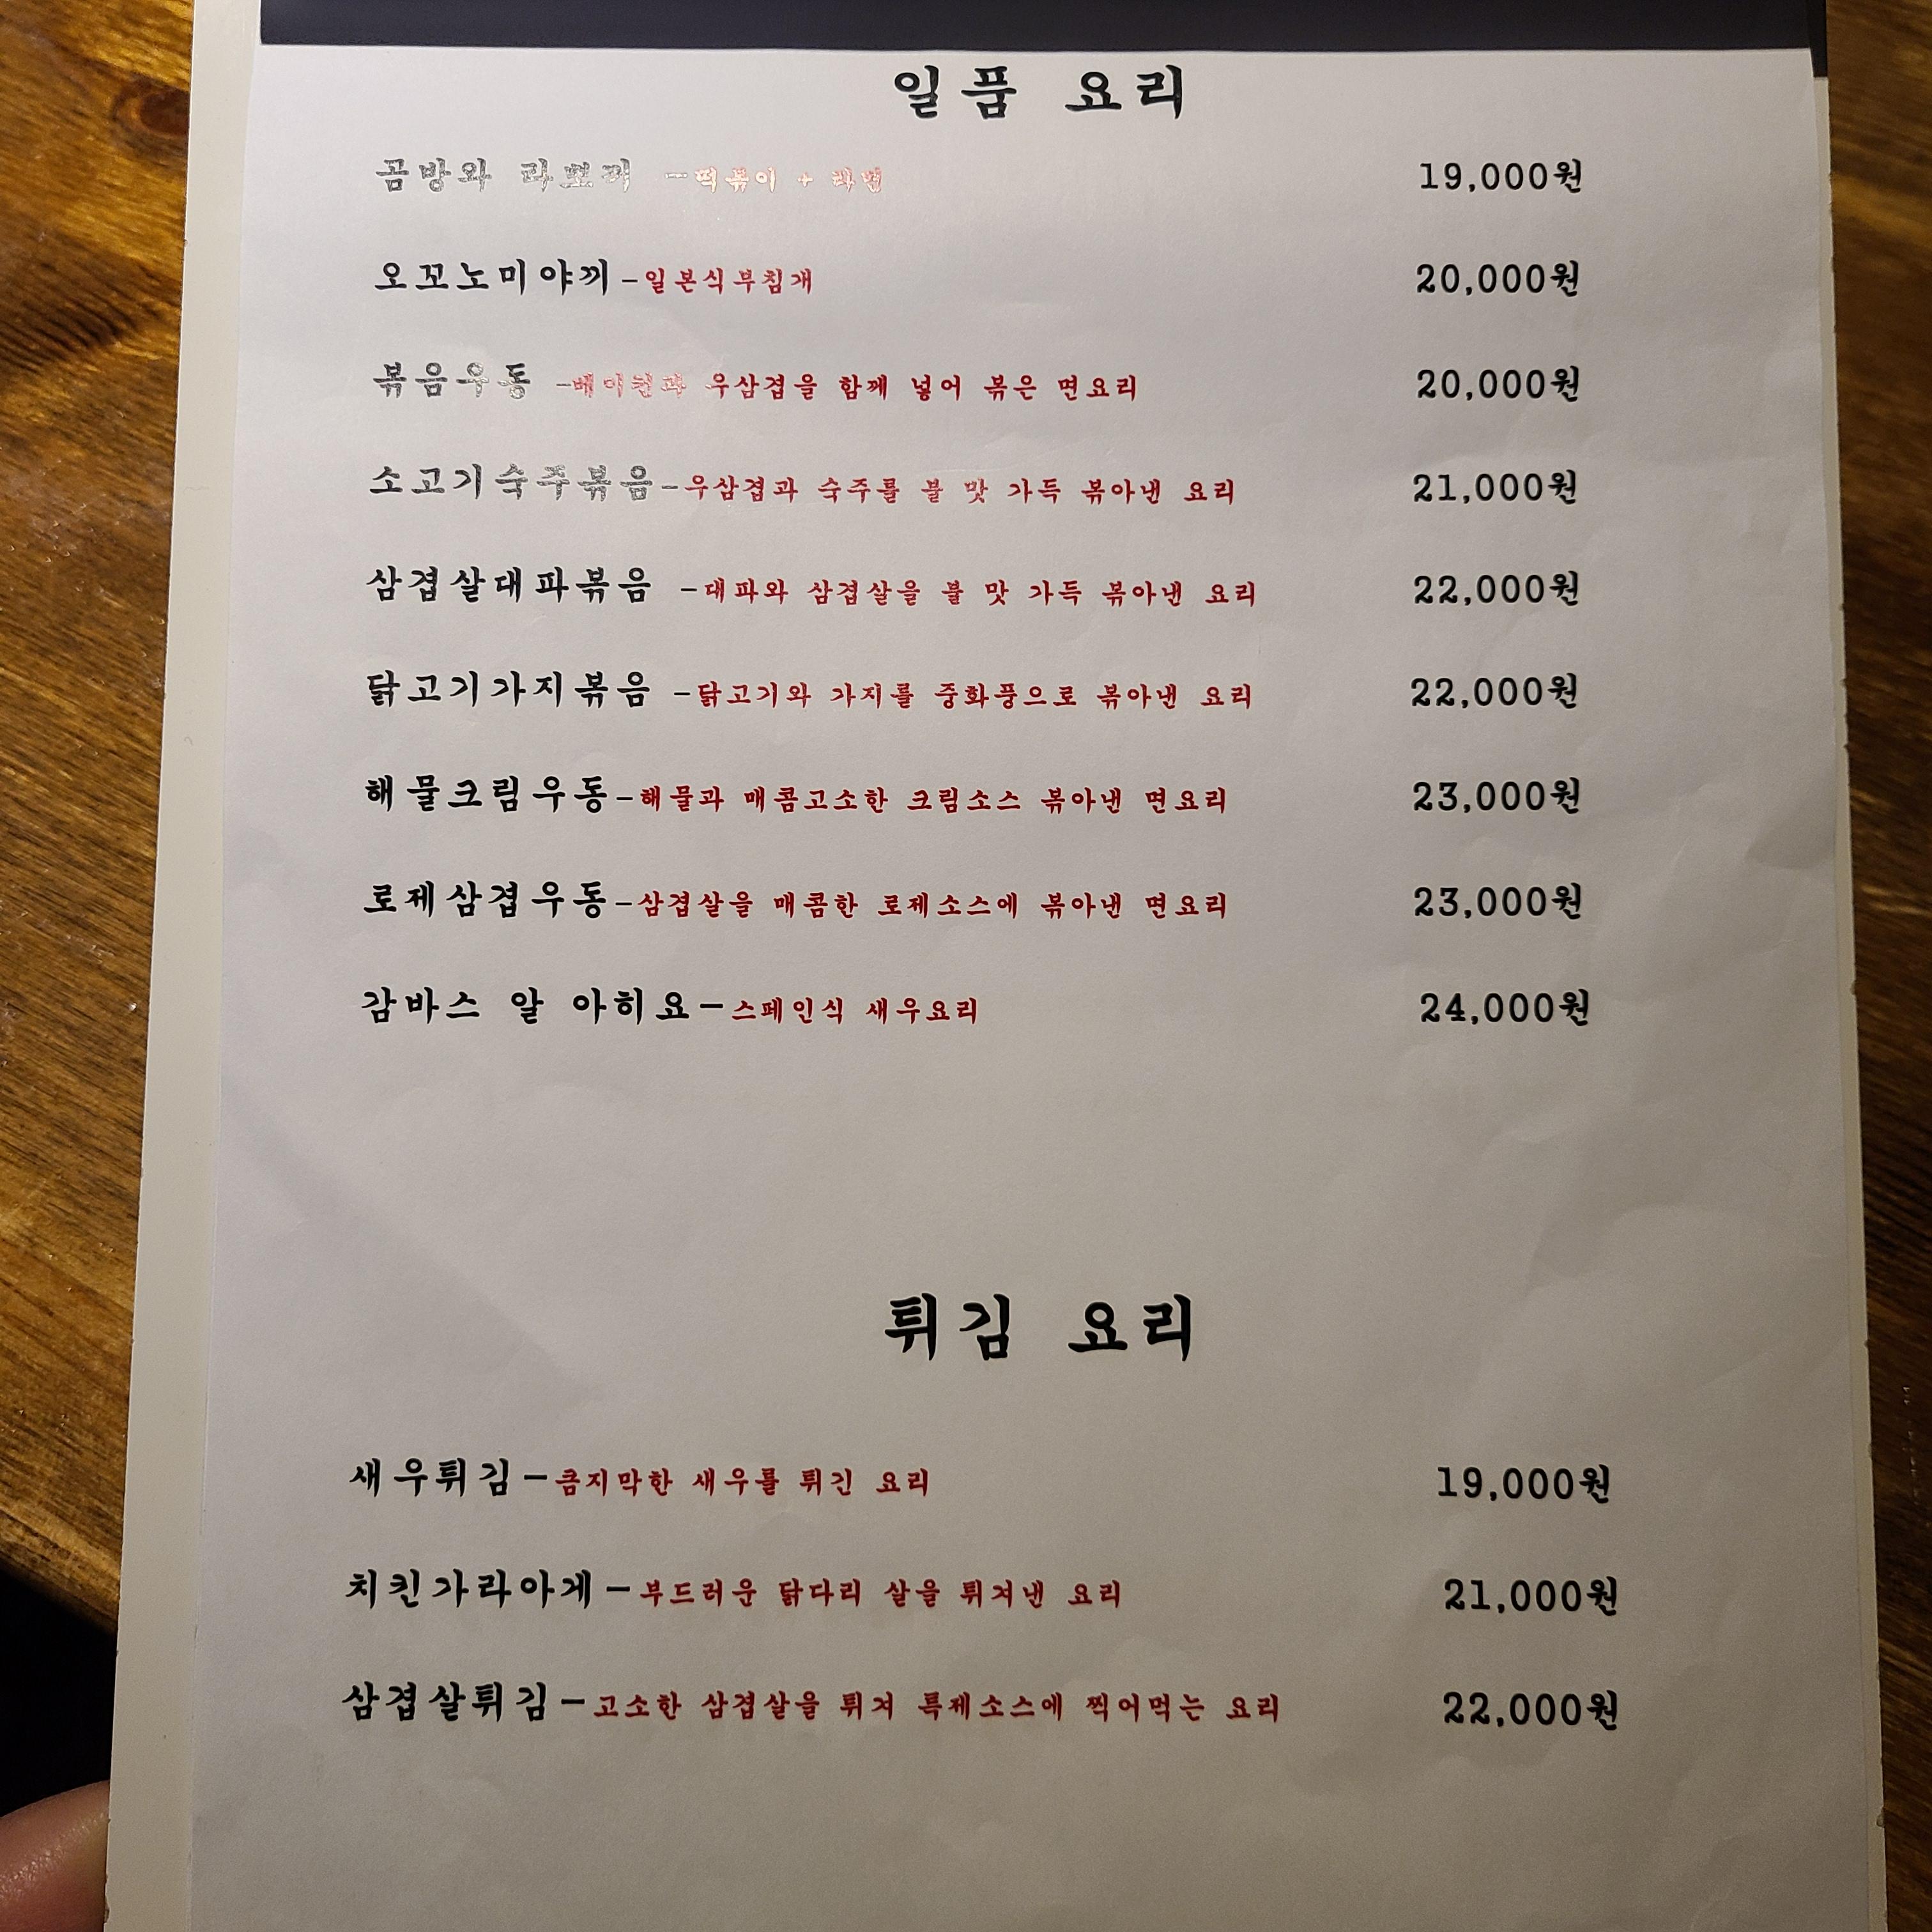 일품 요리
곰방와 라뽀끼 -떡볶이 + 라면 19,000원
오꼬노미야끼-일본식부침개 20,000원
볶음우동 -베이컨과 우삼겹을 함께 넣어 볶은 면요리 20,000원
소고기숙주볶음-우삼겹과 숙주를 불 맛 가득 볶아낸 요리 21,000원
삼겹살대파볶음 -대파와 삼겹살을 불 맛 가득 볶아낸 요리 22,000원
닭고기가지볶음 -닭고기와 가지를 중화풍으로 볶아낸 요리 22,000원
해물크림우동-해물과 매콤고소한 크림소스 볶아낸 면요리 23,000원
로제삼겹우동-삼겹살을 매콤한 로제소스에 볶아낸 면요리 23,000원
감바스 알 아히요-스페인식 새우요리 24,000원
튀김 요리
새우튀김-큼지막한 새우를 튀긴 요리 19,000원
치킨가라아게-부드러운 닭다리 살을 튀겨낸 요리 21,000원
삼겹살튀김-고소한 삼겹살을 튀겨 특제소스에 찍어먹는 요리 22,000원